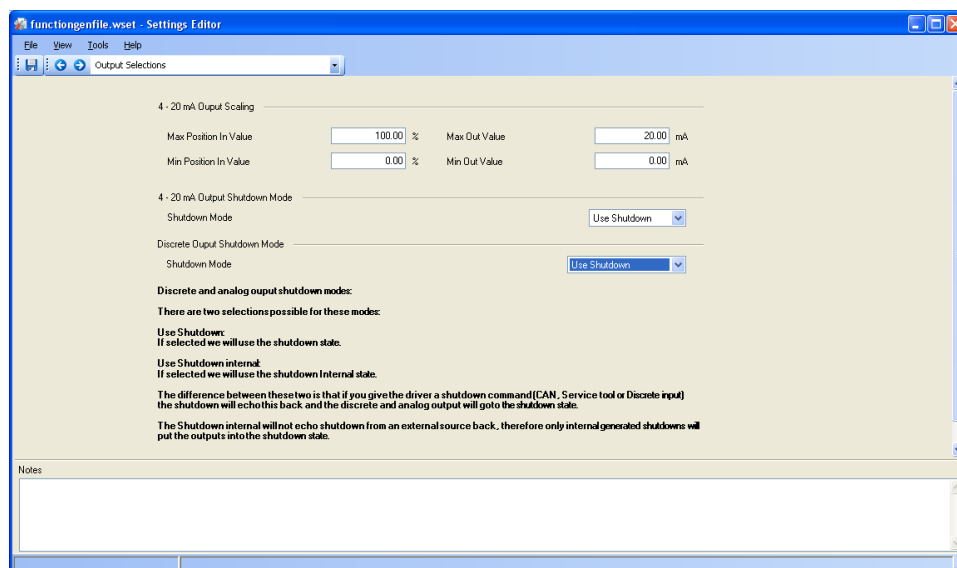 functiongenfile.wset - Settings Editor
File View Tools Help
Output Selections
4 - 20 mA Ouput Scaling
Max Position In Value 100.00 % Max Out Value 20.00 mA
Min Position In Value 0.00 % Min Out Value 0.00 mA
4 - 20 mA Output Shutdown Mode
Shutdown Mode Use Shutdown
Discrete Ouput Shutdown Mode
Shutdown Mode Use Shutdown
Discrete and analog ouput shutdown modes:
There are two selections possible for these modes:
Use Shutdown:
If selected we will use the shutdown state.
Use Shutdown internal:
If selected we will use the shutdown Internal state.
The difference between these two is that if you give the driver a shutdown command (CAN, Service tool or Discrete input)
the shutdown will echo this back and the discrete and analog output will goto the shutdown state.
The Shutdown internal will not echo shutdown from an external source back, therefore only internal generated shutdowns will
put the outputs into the shutdown state.
Notes